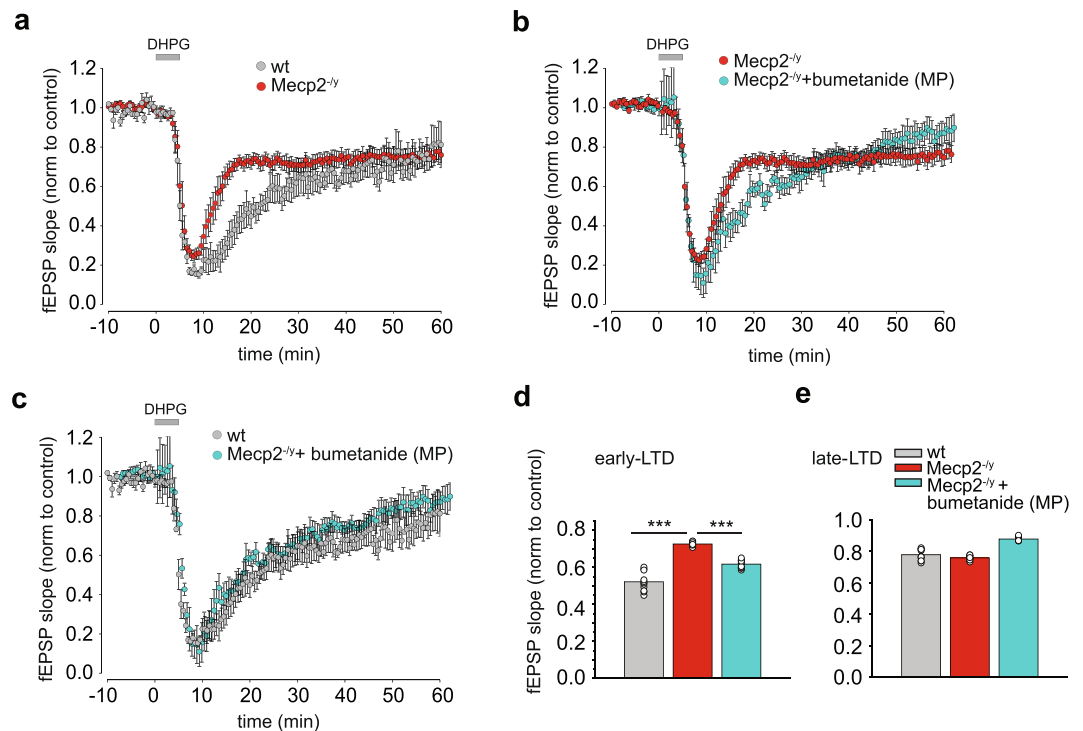 a
DHPG
wt
Mecp2-/y
1.2
1.0
0.8
0.6
0.4
0.2
0.0
fEPSP slope (norm to control)
-10 0 10 20 30 40 50 60
time (min)
b
DHPG
Mecp2-/y
Mecp2-/y+bumetanide (MP)
1.2
1.0
0.8
0.6
0.4
0.2
0.0
fEPSP slope (norm to control)
-10 0 10 20 30 40 50 60
time (min)
c
DHPG
wt
Mecp2-/y+ bumetanide (MP)
1.2
1.0
0.8
0.6
0.4
0.2
0.0
fEPSP slope (norm to control)
-10 0 10 20 30 40 50 60
time (min)
d
early-LTD
*** ***
0.8
0.6
0.4
0.2
0.0
fEPSP slope (norm to control)
e
late-LTD
wt
Mecp2-/y
Mecp2-/y +
bumetanide (MP)
1.0
0.8
0.6
0.4
0.2
0.0